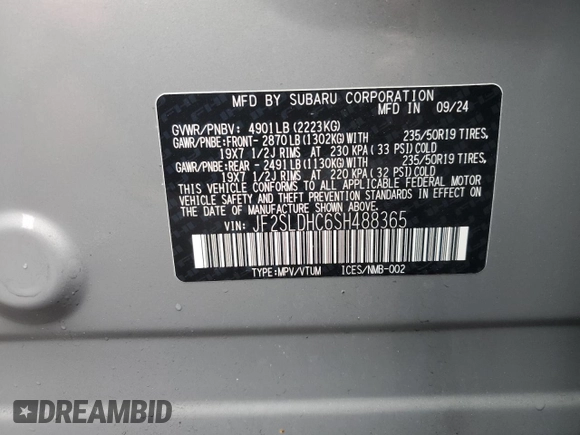 MFD BY SUBARU CORPORATION
MFD IN 09/24
GVWR/PNBV: 4901LB(2223KG)
GAWR/PNBE:FRONT- 2870LB(1302KG)WITH 235/50R19 TIRES,
19X7 1/2J RIMS AT 230 KPA(33 PSI)COLD
GAWR/PNBE:REAR - 2491LB(1130KG)WITH 235/50R19 TIRES,
19X7 1/2J RIMS AT 220 KPA(32 PSI)COLD
THIS VEHICLE CONFORMS TO ALL APPLICABLE FEDERAL MOTOR
VEHICLE SAFETY AND THEFT PREVENTION STANDARDS IN EFFECT ON
THE DATE OF MANUFACTURE SHOWN ABOVE.
VIN: JF2SLDHC6SH488365
TYPE:MPV/VTUM ICES/NMB-002
DREAMBID